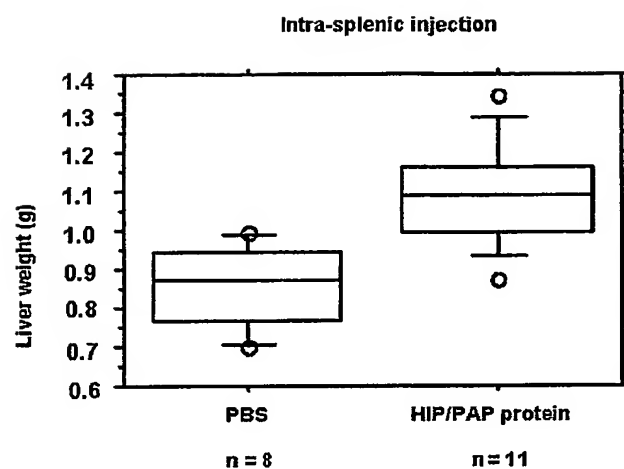 Intra-splenic injection
Liver weight (g)
1.4
1.3
1.2
1.1
1.0
0.9
0.8
0.7
0.6
PBS HIP/PAP protein
n = 8 n = 11